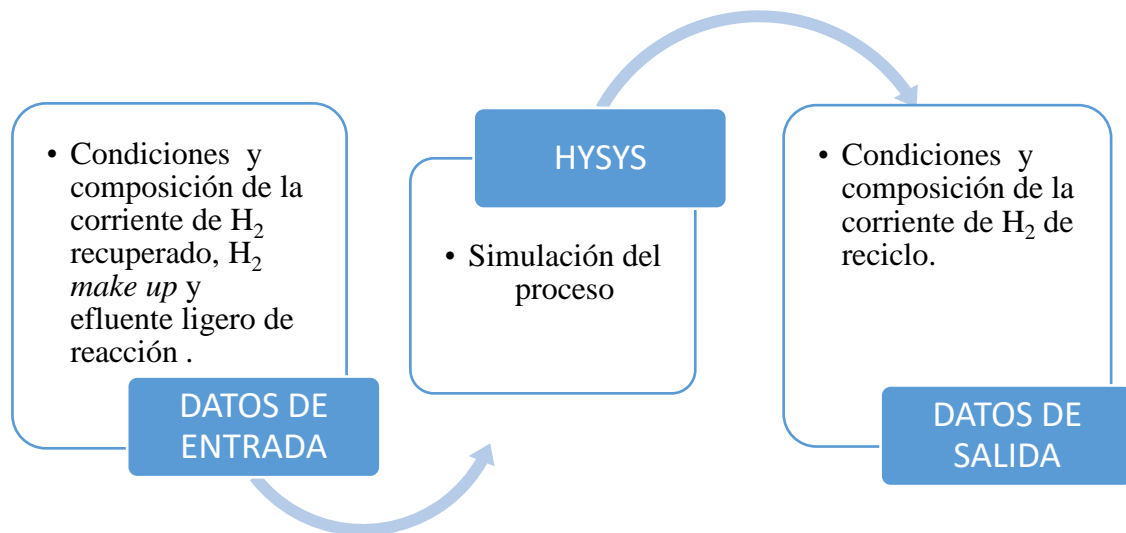 • Condiciones y
composición de la
corriente de H₂
recuperado, H₂
make up y
efluente ligero de
reacción .
DATOS DE
ENTRADA
HYSYS
• Simulación del
proceso
• Condiciones y
composición de la
corriente de H₂ de
reciclo.
DATOS DE
SALIDA